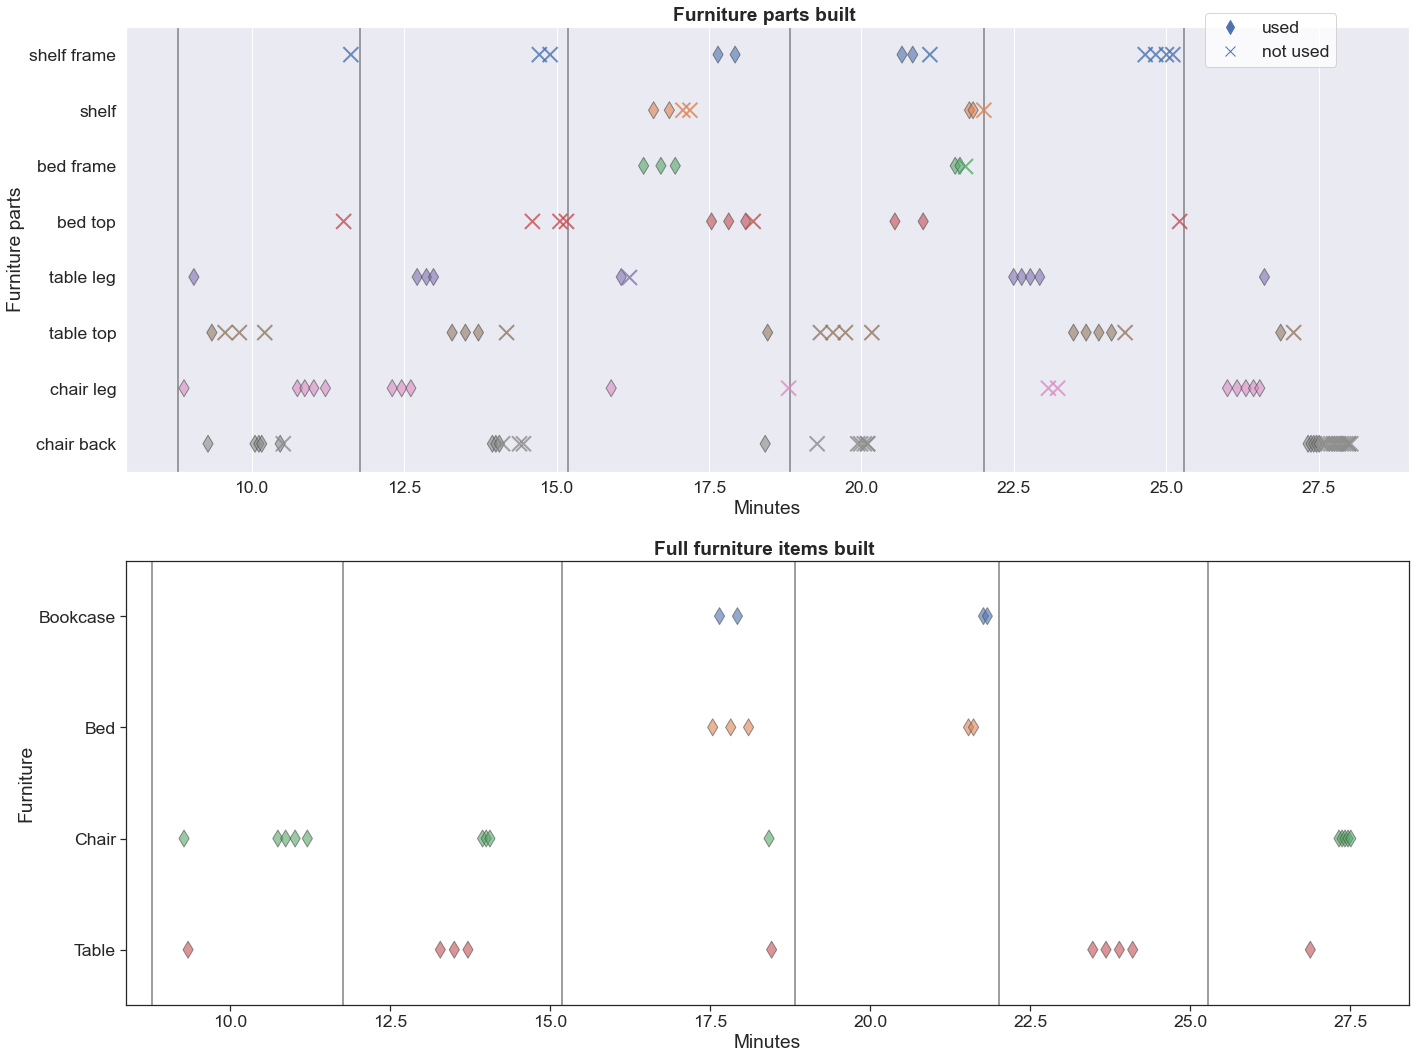 Furniture parts built
used
not used
shelf frame
shelf
bed frame
bed top
table leg
table top
chair leg
chair back
Furniture parts
10.0 12.5 15.0 17.5 20.0 22.5 25.0 27.5
Minutes
Full furniture items built
Bookcase
Bed
Chair
Table
Furniture
10.0 12.5 15.0 17.5 20.0 22.5 25.0 27.5
Minutes